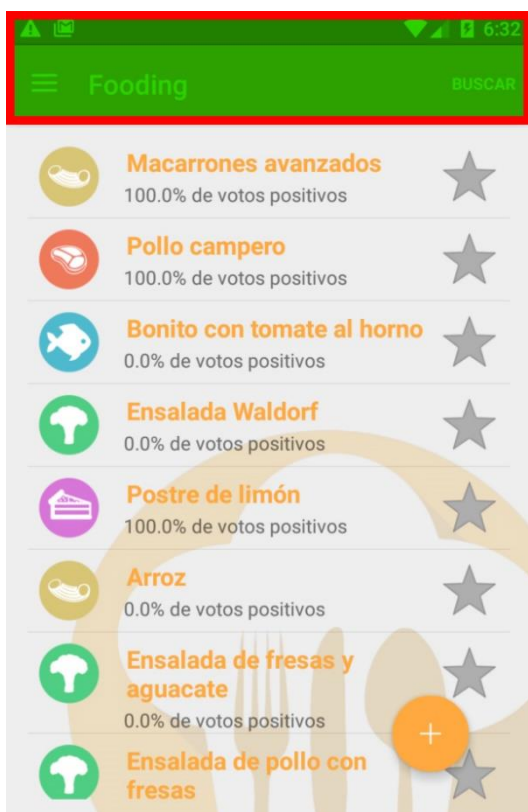 6:32
Fooding
BUSCAR
Macarrones avanzados
100.0% de votos positivos
Pollo campero
100.0% de votos positivos
Bonito con tomate al horno
0.0% de votos positivos
Ensalada Waldorf
0.0% de votos positivos
Postre de limón
100.0% de votos positivos
Arroz
0.0% de votos positivos
Ensalada de fresas y
aguacate
0.0% de votos positivos
Ensalada de pollo con
fresas